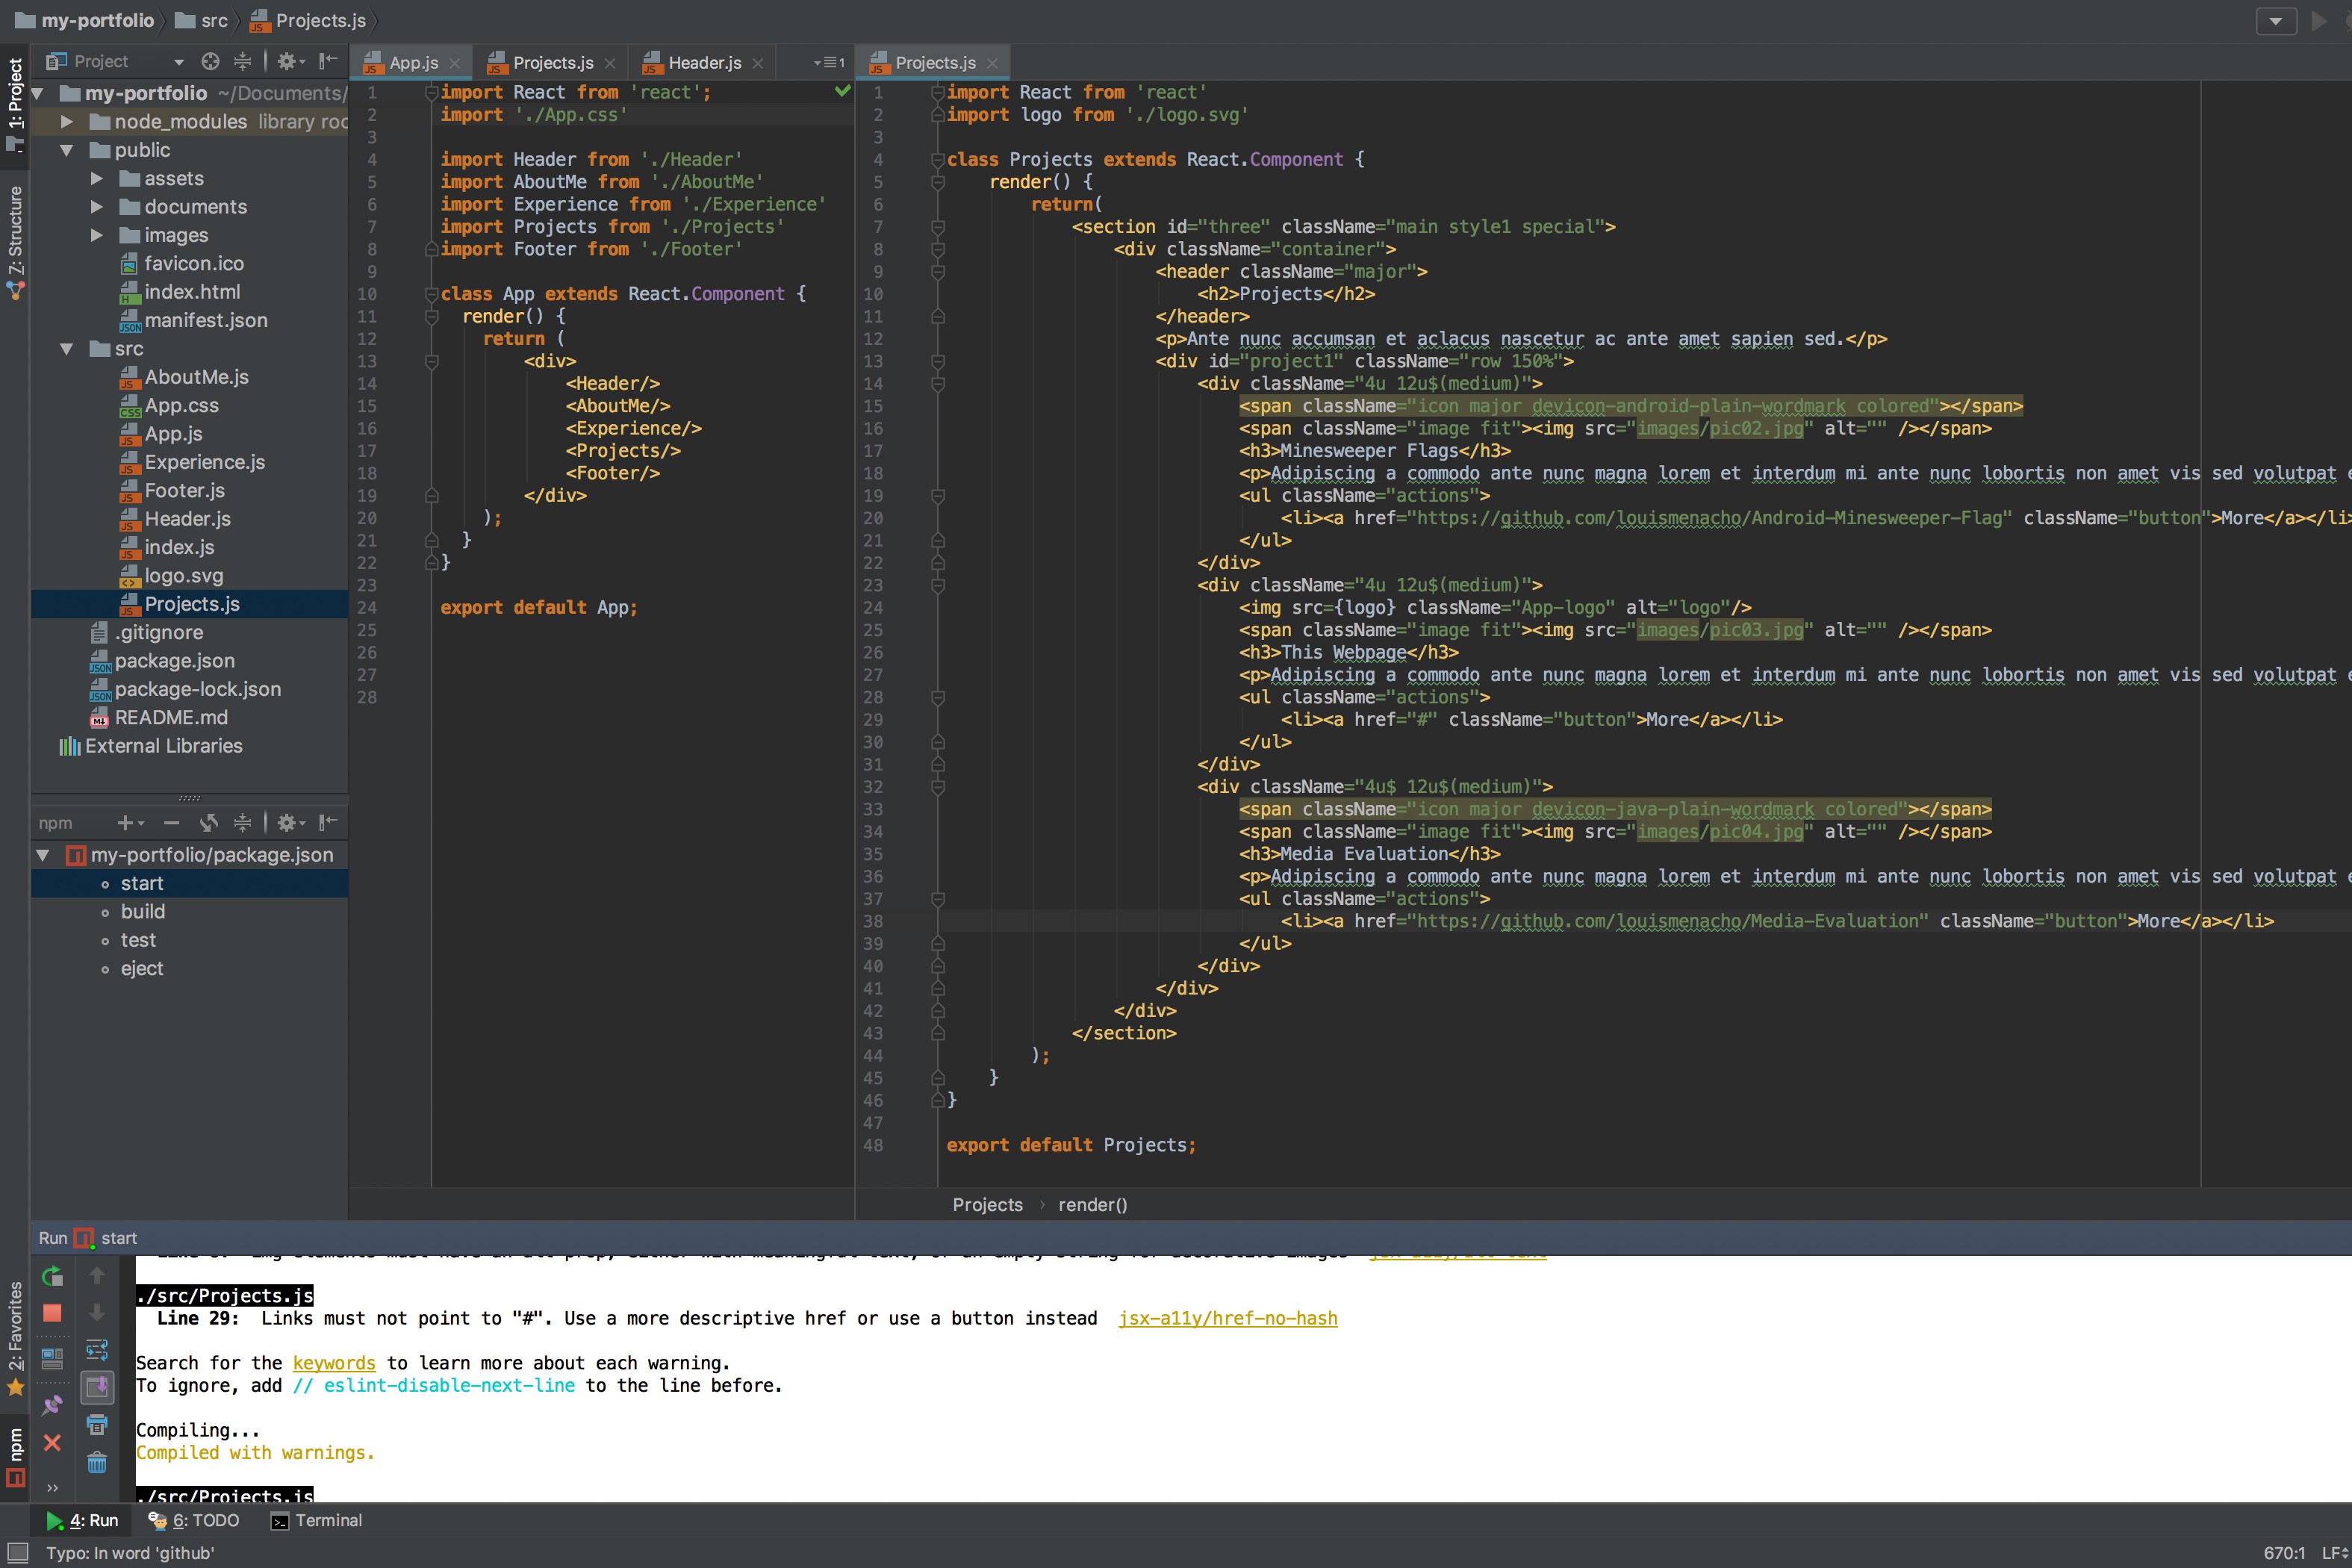 my-portfolio src Projects.js
1: Project
Z: Structure
2: Favorites
npm
Project
my-portfolio ~/Documents/
node_modules library roo
public
assets
documents
images
favicon.ico
index.html
manifest.json
src
AboutMe.js
App.css
App.js
Experience.js
Footer.js
Header.js
index.js
logo.svg
Projects.js
.gitignore
package.json
package-lock.json
README.md
External Libraries
npm
my-portfolio/package.json
start
build
test
eject
App.js Projects.js Header.js 1
1 import React from 'react';
2 import './App.css'
3
4 import Header from './Header'
5 import AboutMe from './AboutMe'
6 import Experience from './Experience'
7 import Projects from './Projects'
8 import Footer from './Footer'
9
10 class App extends React.Component {
11 render() {
12 return (
13 <div>
14 <Header/>
15 <AboutMe/>
16 <Experience/>
17 <Projects/>
18 <Footer/>
19 </div>
20 );
21 }
22 }
23
24 export default App;
25
26
27
28
Projects.js
1 import React from 'react'
2 import logo from './logo.svg'
3
4 class Projects extends React.Component {
5 render() {
6 return(
7 <section id="three" className="main style1 special">
8 <div className="container">
9 <header className="major">
10 <h2>Projects</h2>
11 </header>
12 <p>Ante nunc accumsan et aclacus nascetur ac ante amet sapien sed.</p>
13 <div id="project1" className="row 150%">
14 <div className="4u 12u$(medium)">
15 <span className="icon major devicon-android-plain-wordmark colored"></span>
16 <span className="image fit"><img src="images/pic02.jpg" alt="" /></span>
17 <h3>Minesweeper Flags</h3>
18 <p>Adipiscing a commodo ante nunc magna lorem et interdum mi ante nunc lobortis non amet vis sed volutpat e
19 <ul className="actions">
20 <li><a href="https://github.com/louismenacho/Android-Minesweeper-Flag" className="button">More</a></li>
21 </ul>
22 </div>
23 <div className="4u 12u$(medium)">
24 <img src={logo} className="App-logo" alt="logo"/>
25 <span className="image fit"><img src="images/pic03.jpg" alt="" /></span>
26 <h3>This Webpage</h3>
27 <p>Adipiscing a commodo ante nunc magna lorem et interdum mi ante nunc lobortis non amet vis sed volutpat e
28 <ul className="actions">
29 <li><a href="#" className="button">More</a></li>
30 </ul>
31 </div>
32 <div className="4u$ 12u$(medium)">
33 <span className="icon major devicon-java-plain-wordmark colored"></span>
34 <span className="image fit"><img src="images/pic04.jpg" alt="" /></span>
35 <h3>Media Evaluation</h3>
36 <p>Adipiscing a commodo ante nunc magna lorem et interdum mi ante nunc lobortis non amet vis sed volutpat e
37 <ul className="actions">
38 <li><a href="https://github.com/louismenacho/Media-Evaluation" className="button">More</a></li>
39 </ul>
40 </div>
41 </div>
42 </div>
43 </section>
44 );
45 }
46 }
47
48 export default Projects;
Projects › render()
Run start
./src/Projects.js
Line 29: Links must not point to "#". Use a more descriptive href or use a button instead jsx-a11y/href-no-hash
Search for the keywords to learn more about each warning.
To ignore, add // eslint-disable-next-line to the line before.
Compiling...
Compiled with warnings.
./src/Projects.js
4: Run 6: TODO Terminal
Typo: In word 'github' 670:1 LF